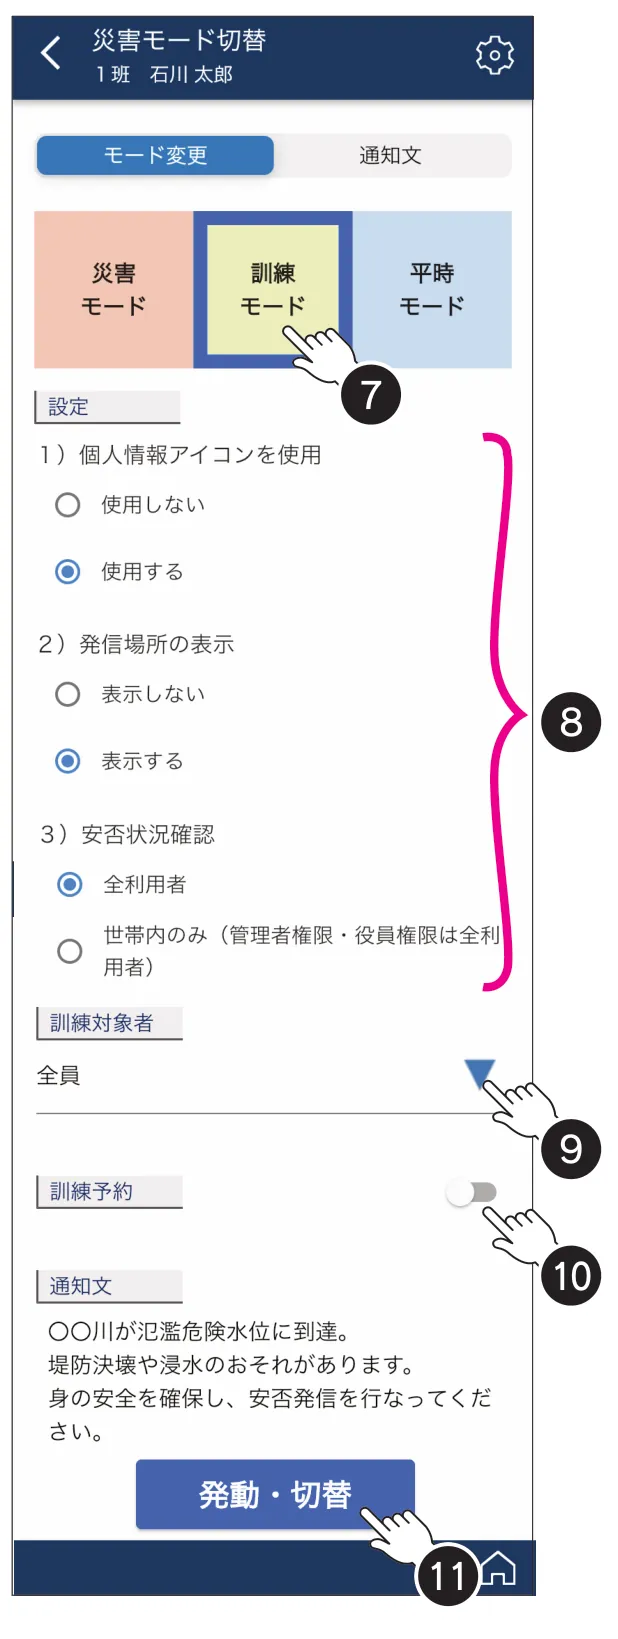 災害モード切替
1班　石川 太郎
モード変更
通知文
災害
モード
訓練
モード
平時
モード
7
設定
1）個人情報アイコンを使用
使用しない
使用する
2）発信場所の表示
表示しない
表示する
8
3）安否状況確認
全利用者
世帯内のみ（管理者権限・役員権限は全利
用者）
訓練対象者
全員
9
訓練予約
10
通知文
〇〇川が氾濫危険水位に到達。
堤防決壊や浸水のおそれがあります。
身の安全を確保し、安否発信を行なってくだ
さい。
発動・切替
11